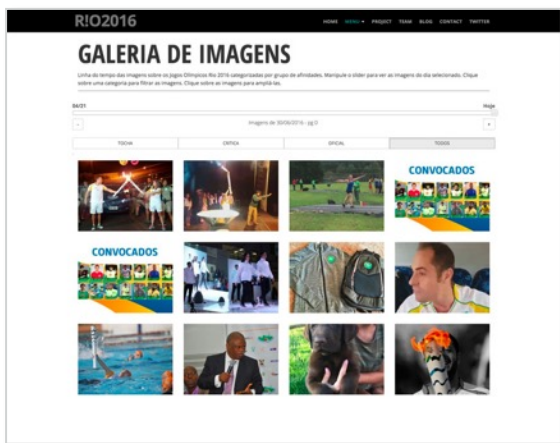 R!O2016
HOME MENU PROJECT TEAM BLOG CONTACT TWITTER
GALERIA DE IMAGENS
Linha do tempo das imagens sobre os Jogos Olímpicos Rio 2016 categorizadas por grupo de afinidades. Manipule o slider para ver as imagens do dia selecionado. Clique
sobre uma categoria para filtrar as imagens. Clique sobre as imagens para ampliá-las.
04/21 Hoje
Imagens de 30/06/2016 - pg 0
TOCHA CRITICA OFICIAL TODOS
CONVOCADOS
CONVOCADOS